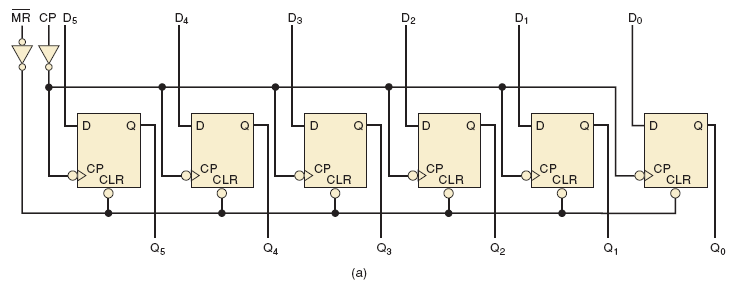 M̅R̅ CP D₅ D₄ D₃ D₂ D₁ D₀
D Q D Q D Q D Q D Q D Q
CP CP CP CP CP CP
CLR CLR CLR CLR CLR CLR
Q₅ Q₄ Q₃ Q₂ Q₁ Q₀
(a)